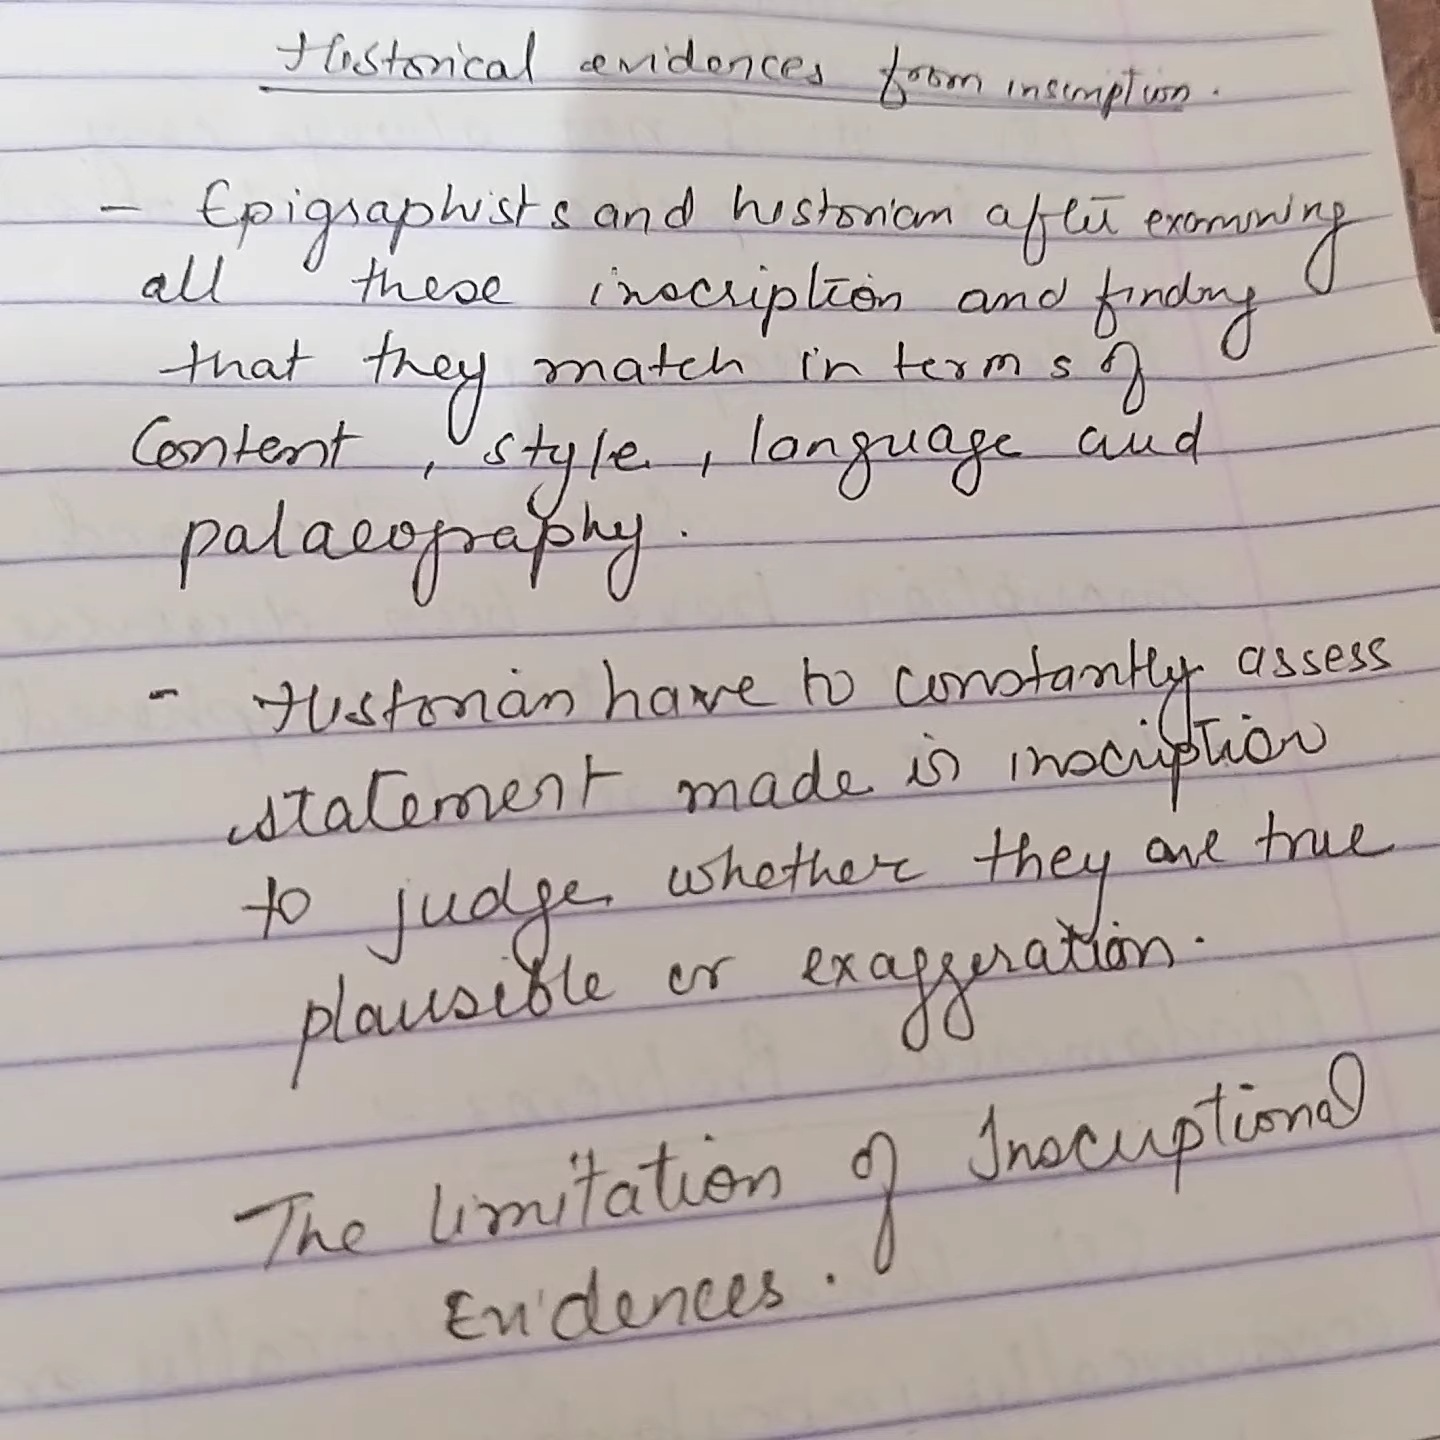 Historical evidences from inscription.
- Epigraphists and historian after examining
all these inscription and finding
that they match in terms of
Content, style, language and
palaeography.
- Historian have to constantly assess
statement made in inscription
to judge whether they are true
plausible or exaggeration.
The limitation of Inscriptional
Evidences.